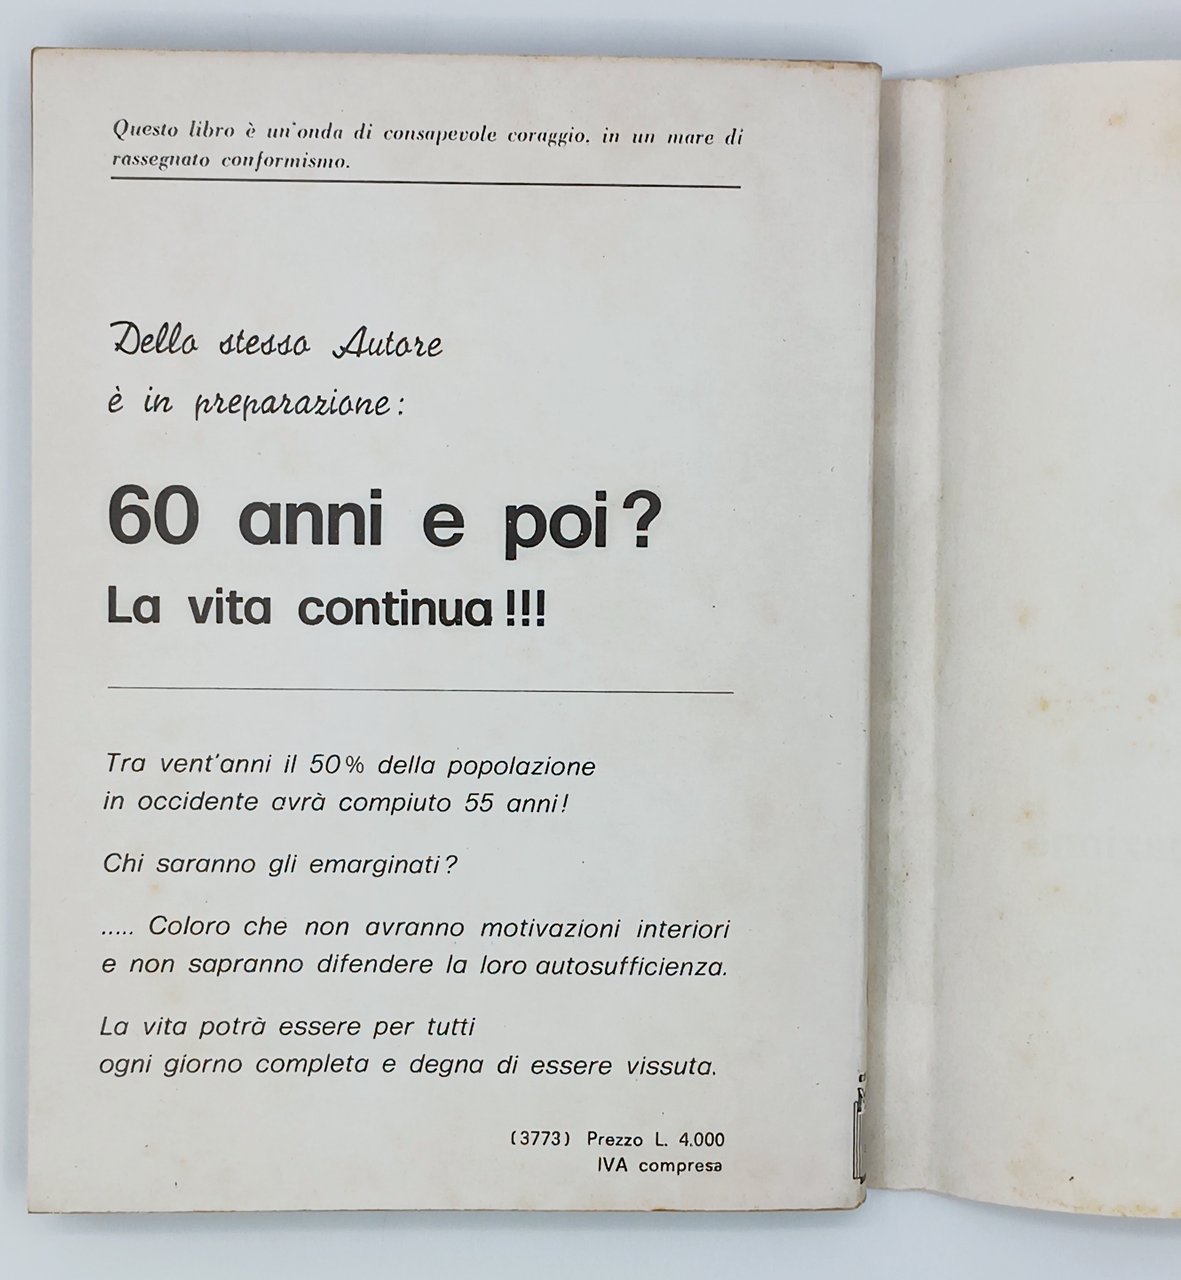 Questo libro è un'onda di consapevole coraggio. in un mare di
rassegnato conformismo.
Dello stesso Autore
è in preparazione:
60 anni e poi?
La vita continua!!!
Tra vent'anni il 50% della popolazione
in occidente avrà compiuto 55 anni!
Chi saranno gli emarginati?
..... Coloro che non avranno motivazioni interiori
e non sapranno difendere la loro autosufficienza.
La vita potrà essere per tutti
ogni giorno completa e degna di essere vissuta.
(3773) Prezzo L. 4.000
IVA compresa